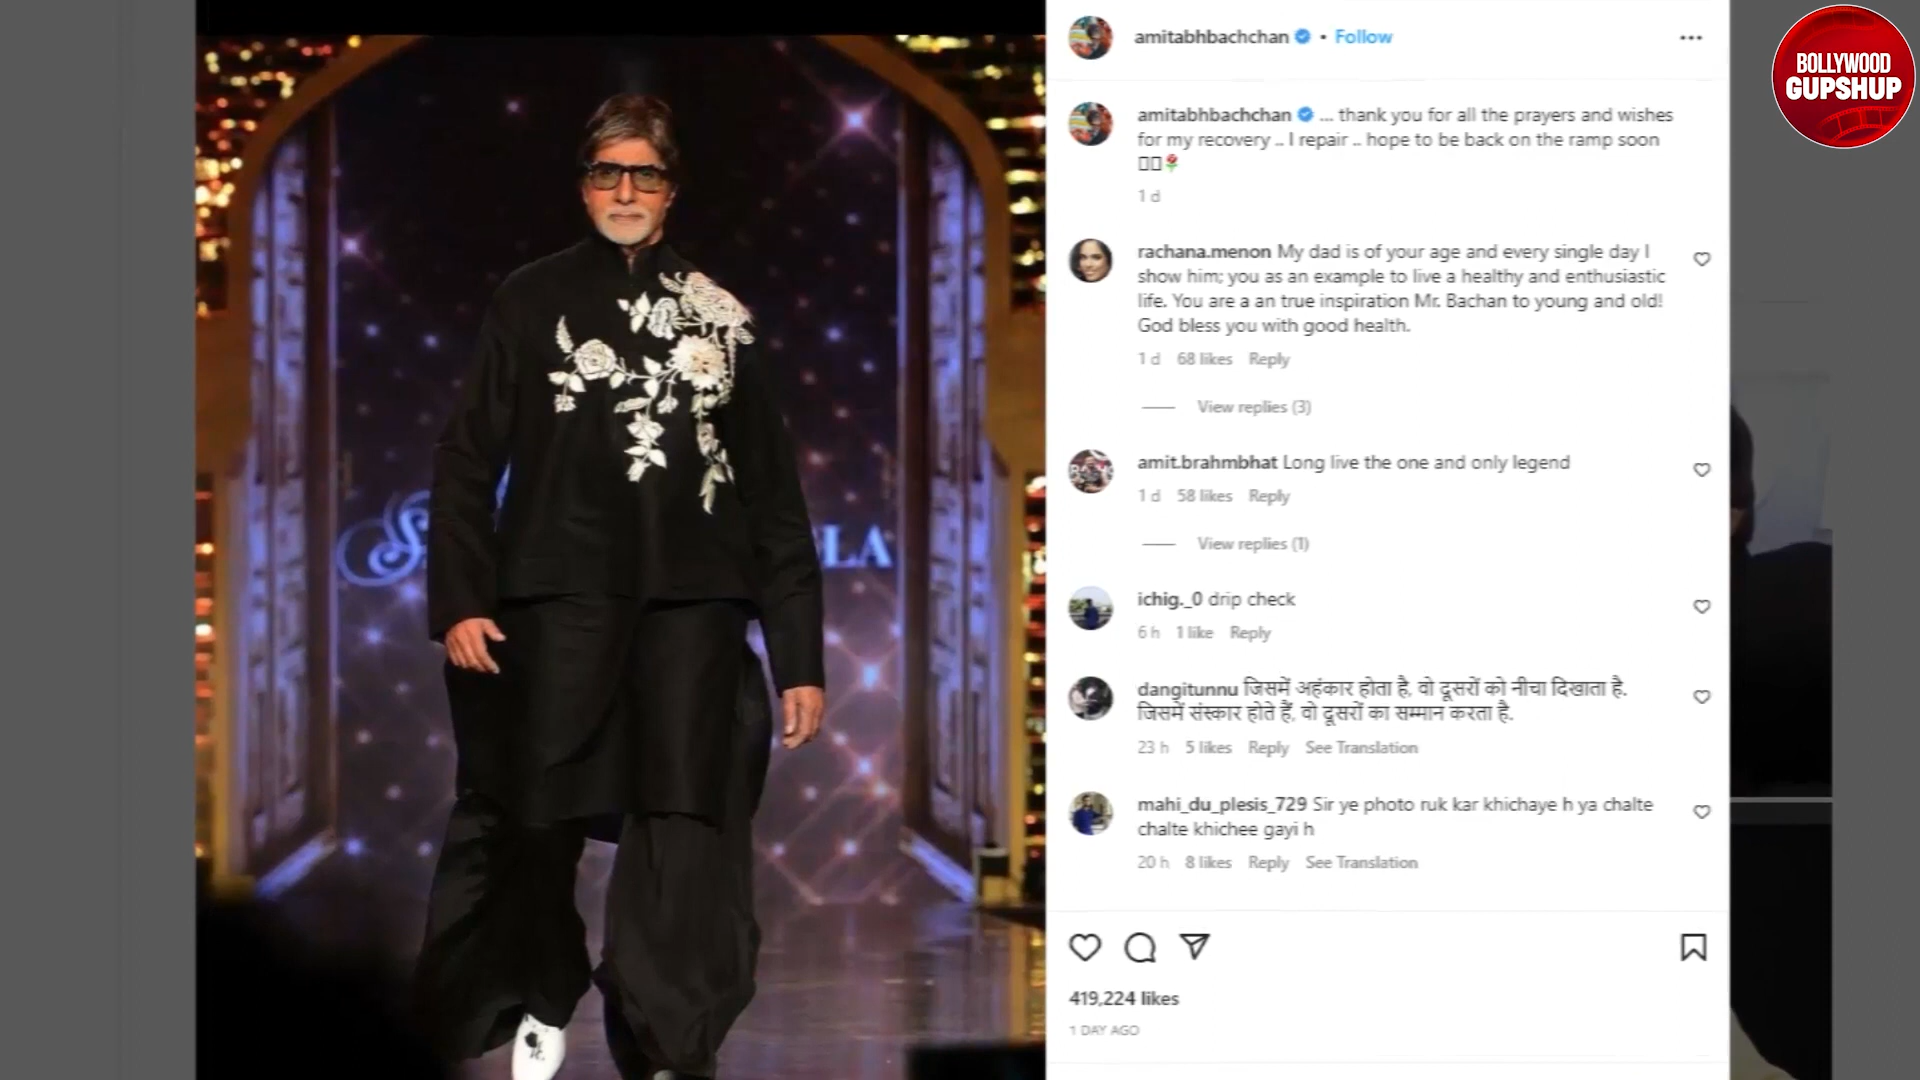 BOLLYWOOD
GUPSHUP
LA
amitabhbachchan • Follow
amitabhbachchan ... thank you for all the prayers and wishes
for my recovery .. I repair .. hope to be back on the ramp soon
1 d
rachana.menon My dad is of your age and every single day I
show him; you as an example to live a healthy and enthusiastic
life. You are a an true inspiration Mr. Bachan to young and old!
God bless you with good health.
1 d 68 likes Reply
View replies (3)
amit.brahmbhat Long live the one and only legend
1 d 58 likes Reply
View replies (1)
ichig._0 drip check
6 h 1 like Reply
dangitunnu जिसमें अहंकार होता है, वो दूसरों को नीचा दिखाता है.
जिसमें संस्कार होते हैं, वो दूसरों का सम्मान करता है.
23 h 5 likes Reply See Translation
mahi_du_plesis_729 Sir ye photo ruk kar khichaye h ya chalte
chalte khichee gayi h
20 h 8 likes Reply See Translation
419,224 likes
1 DAY AGO